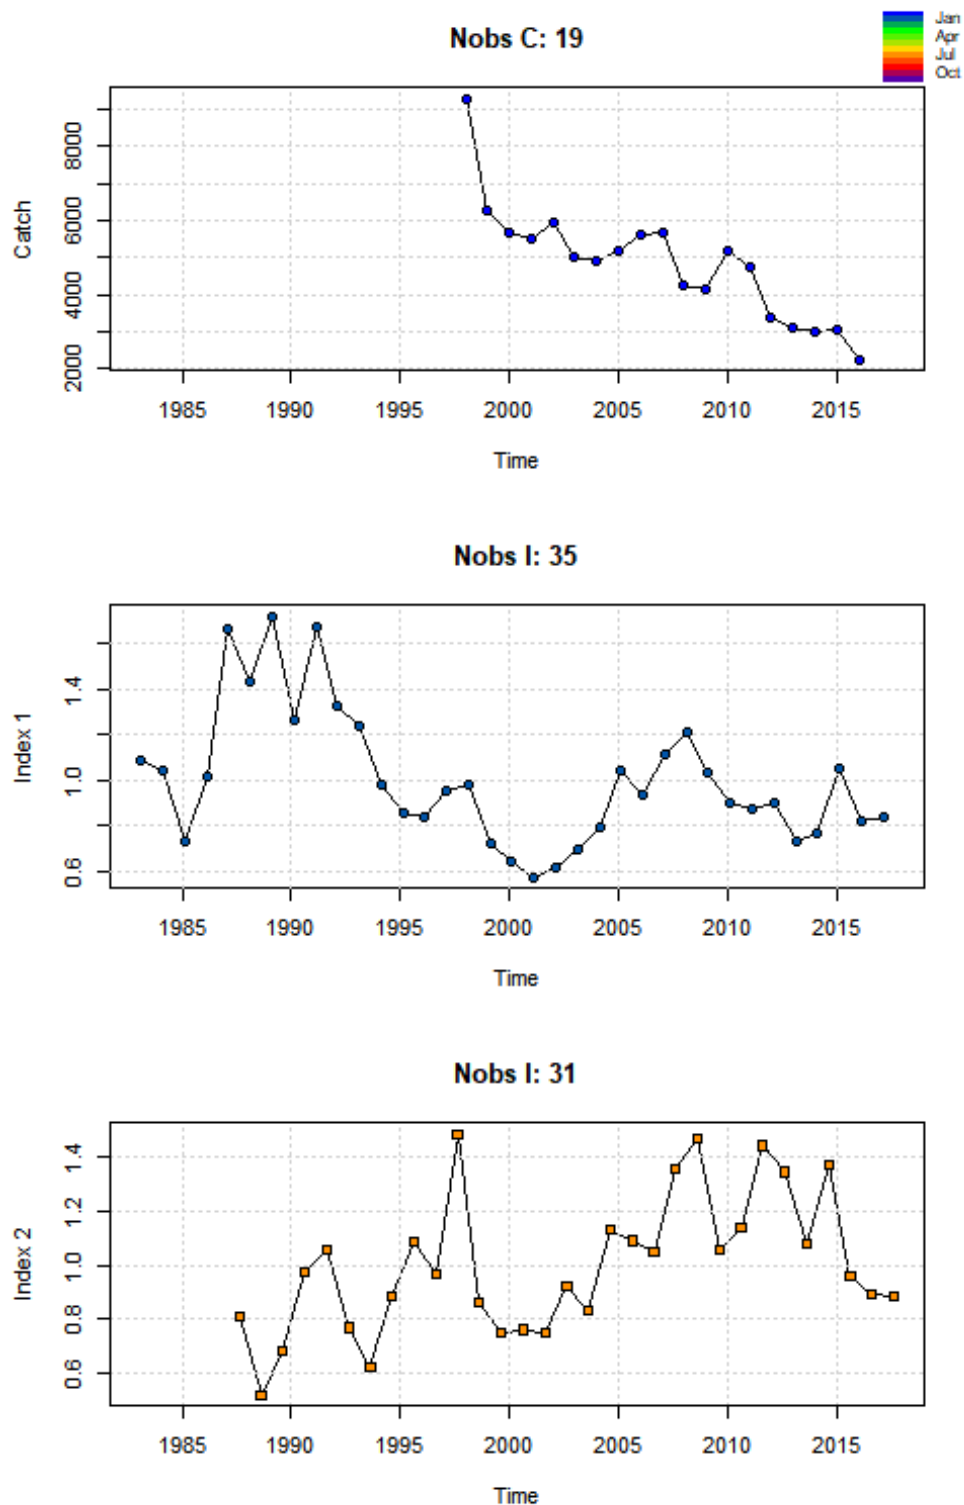 Nobs C: 19
Jan
Apr
Jul
Oct
Catch
8000
6000
4000
2000
1985 1990 1995 2000 2005 2010 2015
Time
Nobs I: 35
Index 1
1.4
1.0
0.6
1985 1990 1995 2000 2005 2010 2015
Time
Nobs I: 31
Index 2
1.4
1.2
1.0
0.8
0.6
1985 1990 1995 2000 2005 2010 2015
Time